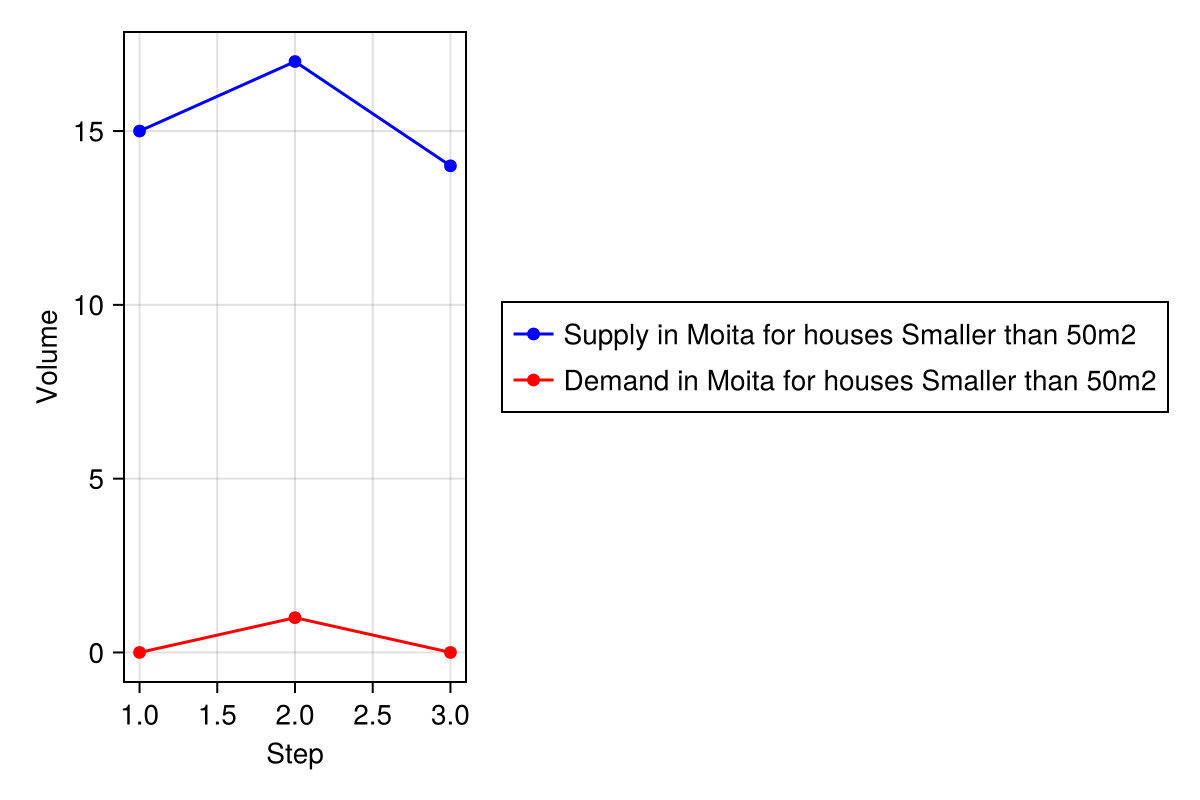 Volume
15
10
5
0
1.0 1.5 2.0 2.5 3.0
Step
Supply in Moita for houses Smaller than 50m2
Demand in Moita for houses Smaller than 50m2